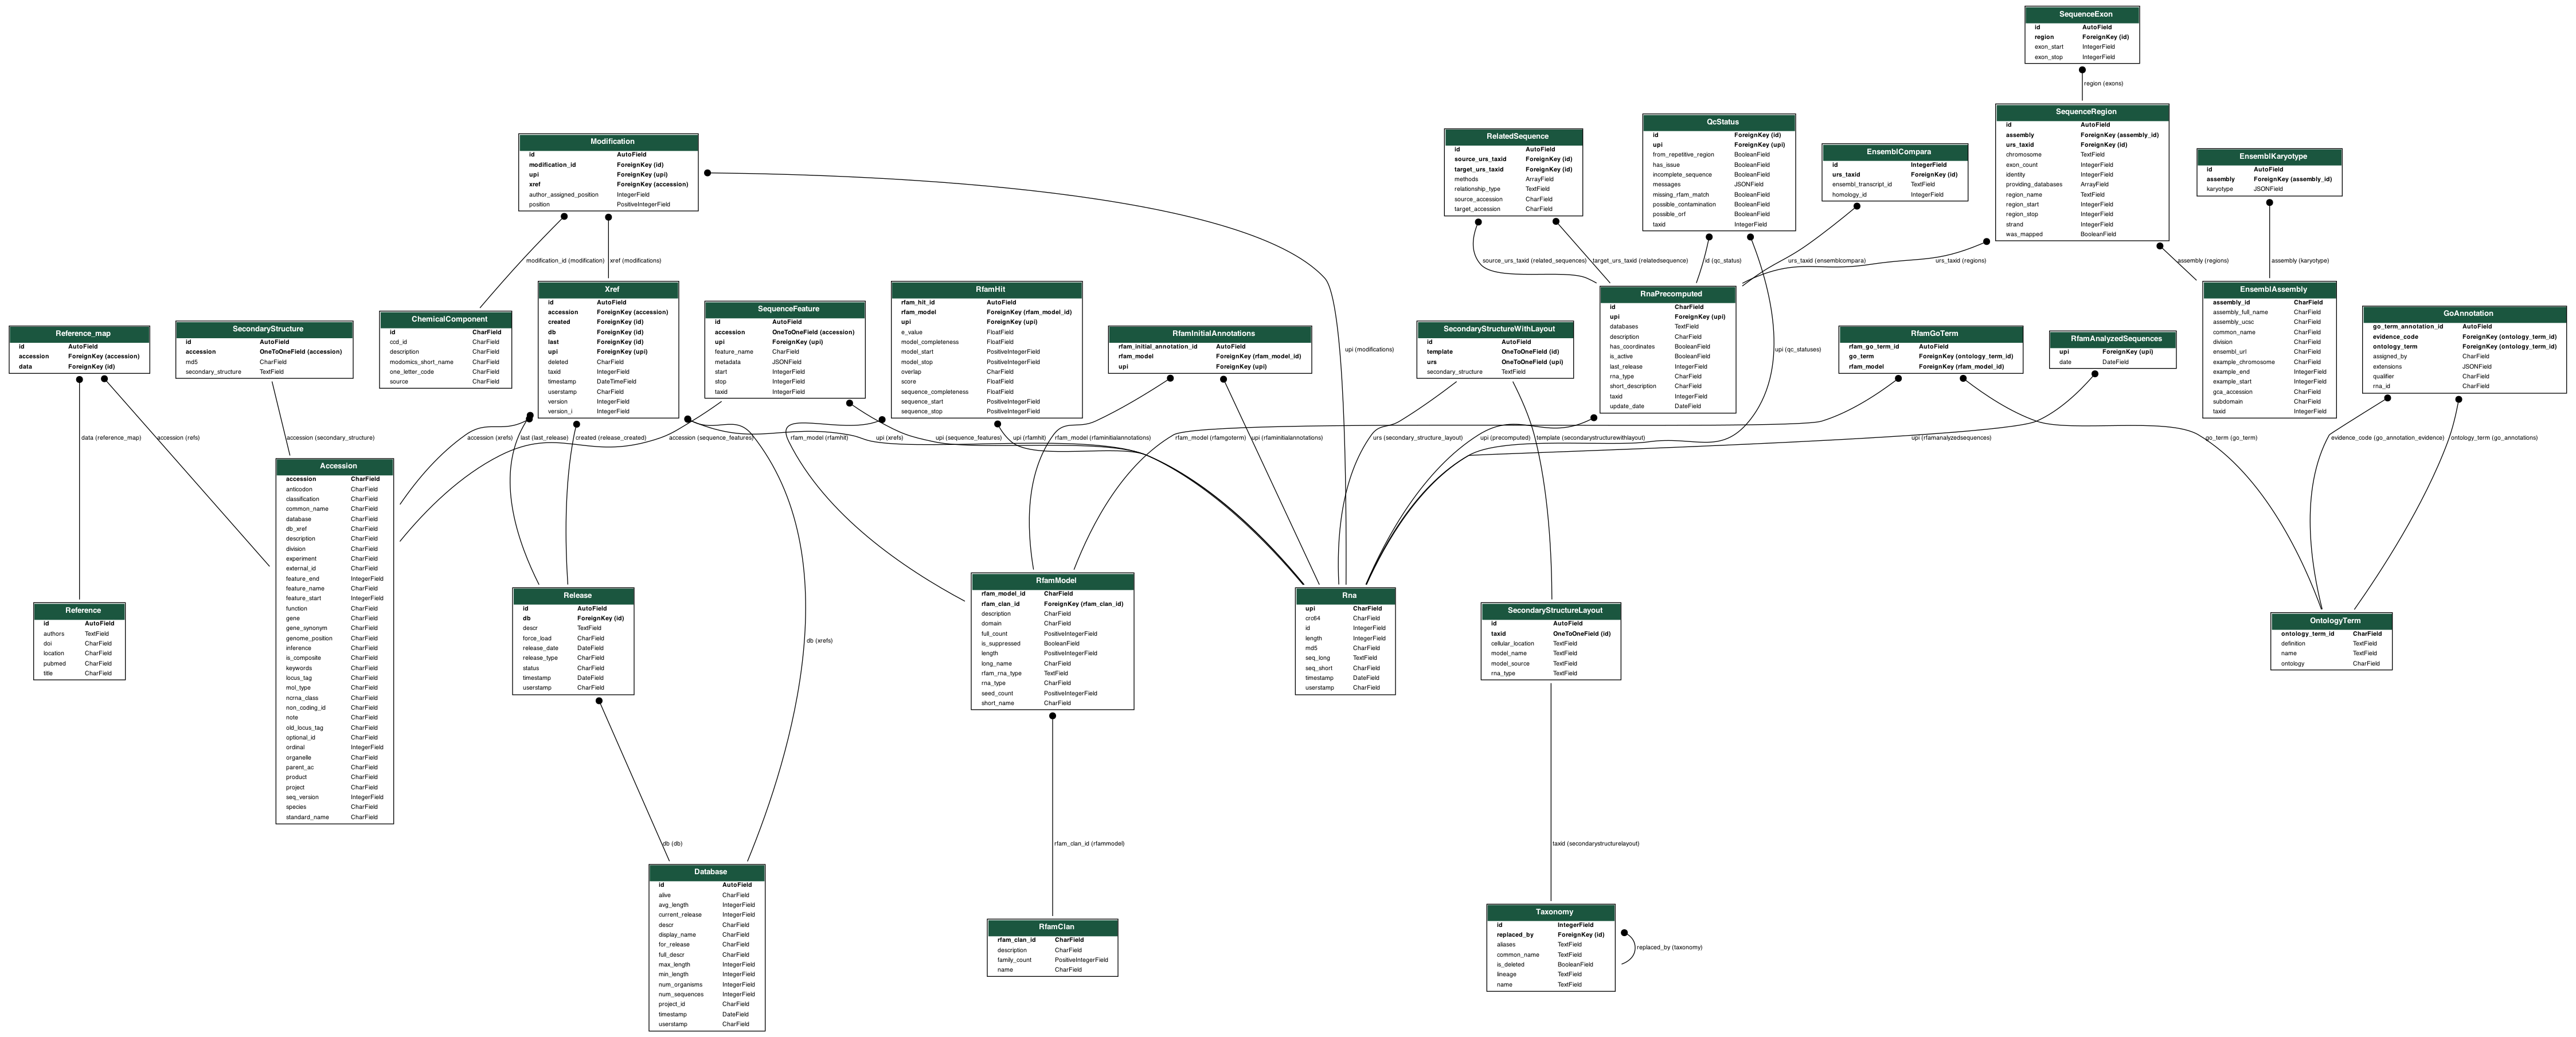 SequenceExon
id AutoField
region ForeignKey (id)
exon_start IntegerField
exon_stop IntegerField
region (exons)
SequenceRegion
id AutoField
assembly ForeignKey (assembly_id)
urs_taxid ForeignKey (id)
chromosome TextField
exon_count IntegerField
identity IntegerField
providing_databases ArrayField
region_name TextField
region_start IntegerField
region_stop IntegerField
strand IntegerField
was_mapped BooleanField
QcStatus
id ForeignKey (id)
upi ForeignKey (upi)
from_repetitive_region BooleanField
has_issue BooleanField
incomplete_sequence BooleanField
messages JSONField
missing_rfam_match BooleanField
possible_contamination BooleanField
possible_orf BooleanField
taxid IntegerField
RelatedSequence
id AutoField
source_urs_taxid ForeignKey (id)
target_urs_taxid ForeignKey (id)
methods ArrayField
relationship_type TextField
source_accession CharField
target_accession CharField
Modification
id AutoField
modification_id ForeignKey (id)
upi ForeignKey (upi)
xref ForeignKey (accession)
author_assigned_position IntegerField
position PositiveIntegerField
EnsemblCompara
id IntegerField
urs_taxid ForeignKey (id)
ensembl_transcript_id TextField
homology_id IntegerField
EnsemblKaryotype
id AutoField
assembly ForeignKey (assembly_id)
karyotype JSONField
modification_id (modification)
xref (modifications)
source_urs_taxid (related_sequences)
target_urs_taxid (relatedsequence)
id (qc_status)
urs_taxid (ensemblcompara)
urs_taxid (regions)
assembly (regions)
assembly (karyotype)
Reference_map
id AutoField
accession ForeignKey (accession)
data ForeignKey (id)
SecondaryStructure
id AutoField
accession OneToOneField (accession)
md5 CharField
secondary_structure TextField
ChemicalComponent
id CharField
ccd_id CharField
description CharField
modomics_short_name CharField
one_letter_code CharField
source CharField
Xref
id AutoField
accession ForeignKey (accession)
created ForeignKey (id)
db ForeignKey (id)
last ForeignKey (id)
upi ForeignKey (upi)
deleted CharField
taxid IntegerField
timestamp DateTimeField
userstamp CharField
version IntegerField
version_i IntegerField
SequenceFeature
id AutoField
accession OneToOneField (accession)
upi ForeignKey (upi)
feature_name CharField
metadata JSONField
start IntegerField
stop IntegerField
taxid IntegerField
RfamHit
rfam_hit_id AutoField
rfam_model ForeignKey (rfam_model_id)
upi ForeignKey (upi)
e_value FloatField
model_completeness FloatField
model_start PositiveIntegerField
model_stop PositiveIntegerField
overlap CharField
score FloatField
sequence_completeness FloatField
sequence_start PositiveIntegerField
sequence_stop PositiveIntegerField
RfamInitialAnnotations
rfam_initial_annotation_id AutoField
rfam_model ForeignKey (rfam_model_id)
upi ForeignKey (upi)
upi (modifications)
SecondaryStructureWithLayout
id AutoField
template OneToOneField (id)
urs OneToOneField (upi)
secondary_structure TextField
RnaPrecomputed
id CharField
upi ForeignKey (upi)
databases TextField
description CharField
has_coordinates BooleanField
is_active BooleanField
last_release IntegerField
rna_type CharField
short_description CharField
taxid IntegerField
update_date DateField
upi (qc_statuses)
RfamGoTerm
rfam_go_term_id AutoField
go_term ForeignKey (ontology_term_id)
rfam_model ForeignKey (rfam_model_id)
RfamAnalyzedSequences
upi ForeignKey (upi)
date DateField
EnsemblAssembly
assembly_id CharField
assembly_full_name CharField
assembly_ucsc CharField
common_name CharField
division CharField
ensembl_url CharField
example_chromosome CharField
example_end IntegerField
example_start IntegerField
gca_accession CharField
subdomain CharField
taxid IntegerField
GoAnnotation
go_term_annotation_id AutoField
evidence_code ForeignKey (ontology_term_id)
ontology_term ForeignKey (ontology_term_id)
assigned_by CharField
extensions JSONField
qualifier CharField
rna_id CharField
data (reference_map)
accession (refs)
accession (secondary_structure)
accession (xrefs)
last (last_release)
created (release_created)
accession (sequence_features)
rfam_model (rfamhit)
upi (xrefs)
upi (sequence_features)
upi (rfamhit)
rfam_model (rfaminitialannotations)
rfam_model (rfamgoterm)
upi (rfaminitialannotations)
urs (secondary_structure_layout)
upi (precomputed)
template (secondarystructurewithlayout)
upi (rfamanalyzedsequences)
go_term (go_term)
evidence_code (go_annotation_evidence)
ontology_term (go_annotations)
Accession
accession CharField
anticodon CharField
classification CharField
common_name CharField
database CharField
db_xref CharField
description CharField
division CharField
experiment CharField
external_id CharField
feature_end IntegerField
feature_name CharField
feature_start IntegerField
function CharField
gene CharField
gene_synonym CharField
genome_position CharField
inference CharField
is_composite CharField
keywords CharField
locus_tag CharField
mol_type CharField
ncrna_class CharField
non_coding_id CharField
note CharField
old_locus_tag CharField
optional_id CharField
ordinal IntegerField
organelle CharField
parent_ac CharField
product CharField
project CharField
seq_version IntegerField
species CharField
standard_name CharField
Reference
id AutoField
authors TextField
doi CharField
location CharField
pubmed CharField
title CharField
Release
id AutoField
db ForeignKey (id)
descr TextField
force_load CharField
release_date DateField
release_type CharField
status CharField
timestamp DateField
userstamp CharField
db (xrefs)
RfamModel
rfam_model_id CharField
rfam_clan_id ForeignKey (rfam_clan_id)
description CharField
domain CharField
full_count PositiveIntegerField
is_suppressed BooleanField
length PositiveIntegerField
long_name CharField
rfam_rna_type TextField
rna_type CharField
seed_count PositiveIntegerField
short_name CharField
Rna
upi CharField
crc64 CharField
id IntegerField
length IntegerField
md5 CharField
seq_long TextField
seq_short CharField
timestamp DateField
userstamp CharField
SecondaryStructureLayout
id AutoField
taxid OneToOneField (id)
cellular_location TextField
model_name TextField
model_source TextField
rna_type TextField
OntologyTerm
ontology_term_id CharField
definition TextField
name TextField
ontology CharField
db (db)
rfam_clan_id (rfammodel)
taxid (secondarystructurelayout)
Database
id AutoField
alive CharField
avg_length IntegerField
current_release IntegerField
descr CharField
display_name CharField
for_release CharField
full_descr CharField
max_length IntegerField
min_length IntegerField
num_organisms IntegerField
num_sequences IntegerField
project_id CharField
timestamp DateField
userstamp CharField
RfamClan
rfam_clan_id CharField
description CharField
family_count PositiveIntegerField
name CharField
Taxonomy
id IntegerField
replaced_by ForeignKey (id)
aliases TextField
common_name TextField
is_deleted BooleanField
lineage TextField
name TextField
replaced_by (taxonomy)